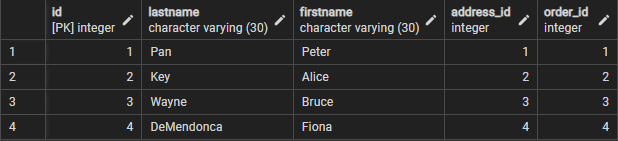 id lastname firstname address_id order_id
[PK] integer character varying (30) character varying (30) integer integer
1 1 Pan Peter 1 1
2 2 Key Alice 2 2
3 3 Wayne Bruce 3 3
4 4 DeMendonca Fiona 4 4